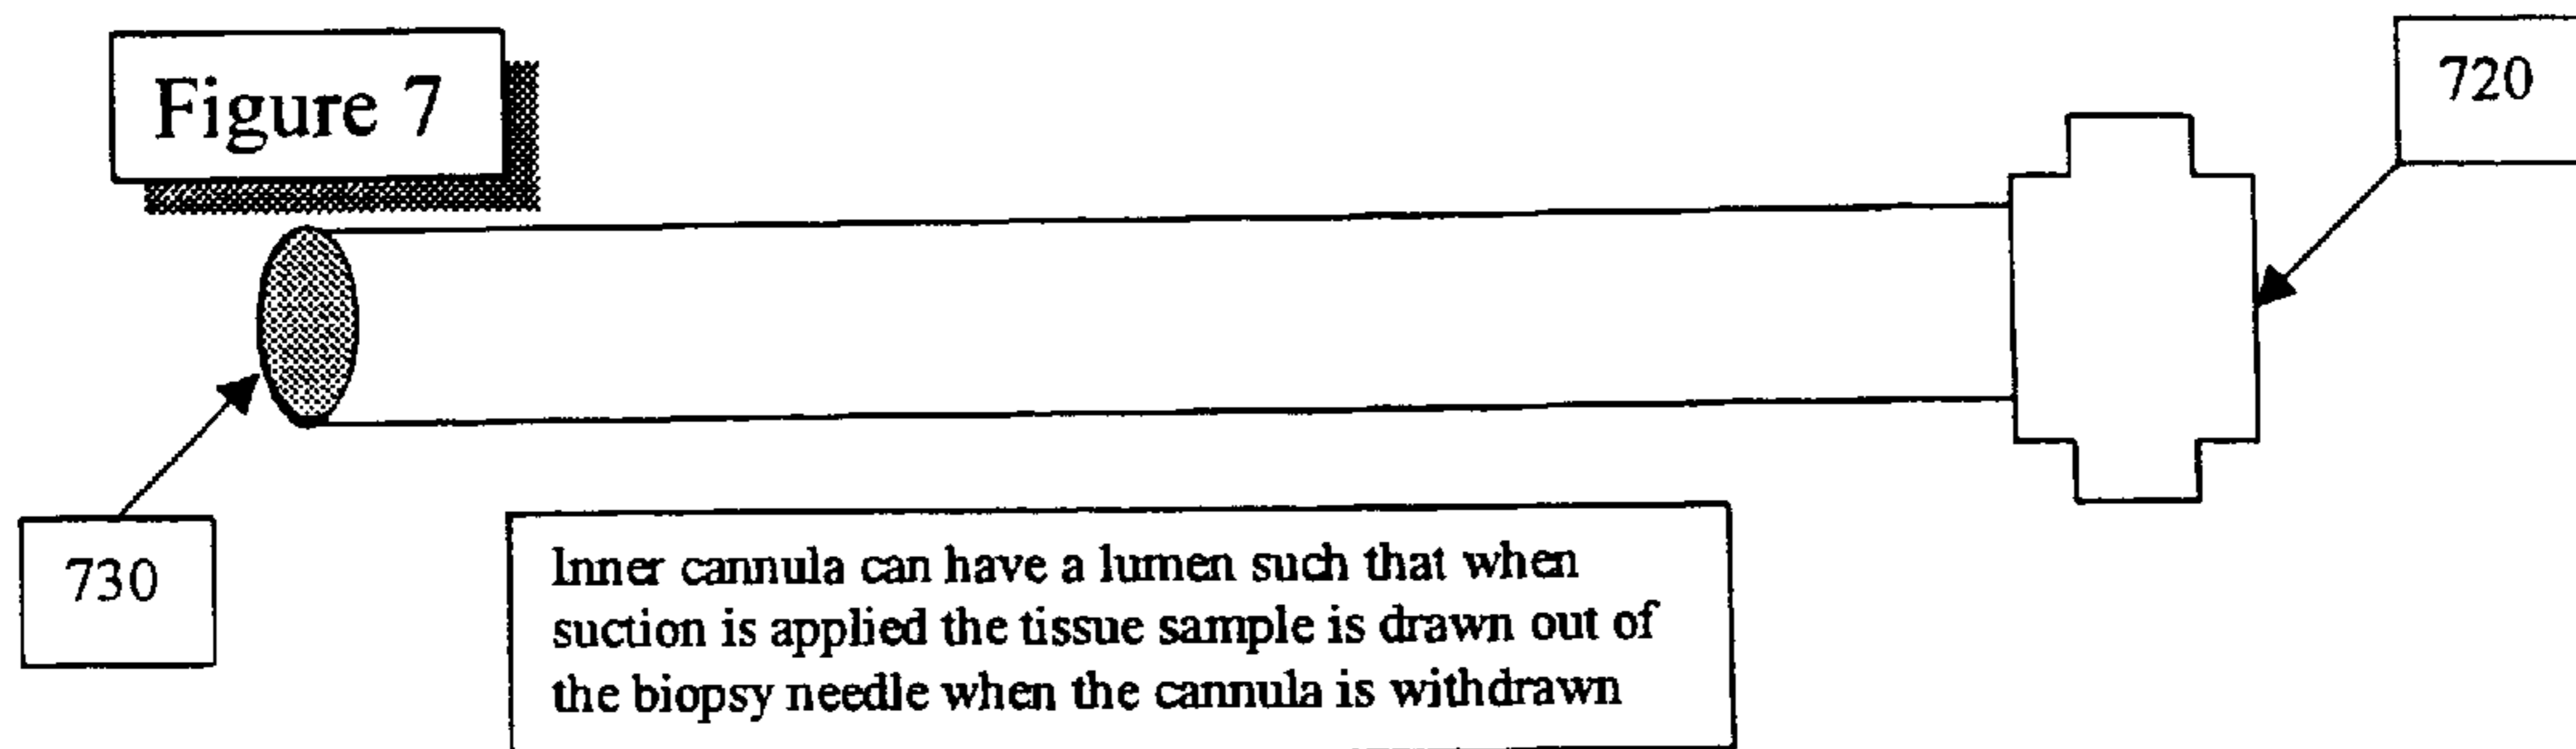 Figure 7
720
730
Inner cannula can have a lumen such that when
suction is applied the tissue sample is drawn out of
the biopsy needle when the cannula is withdrawn